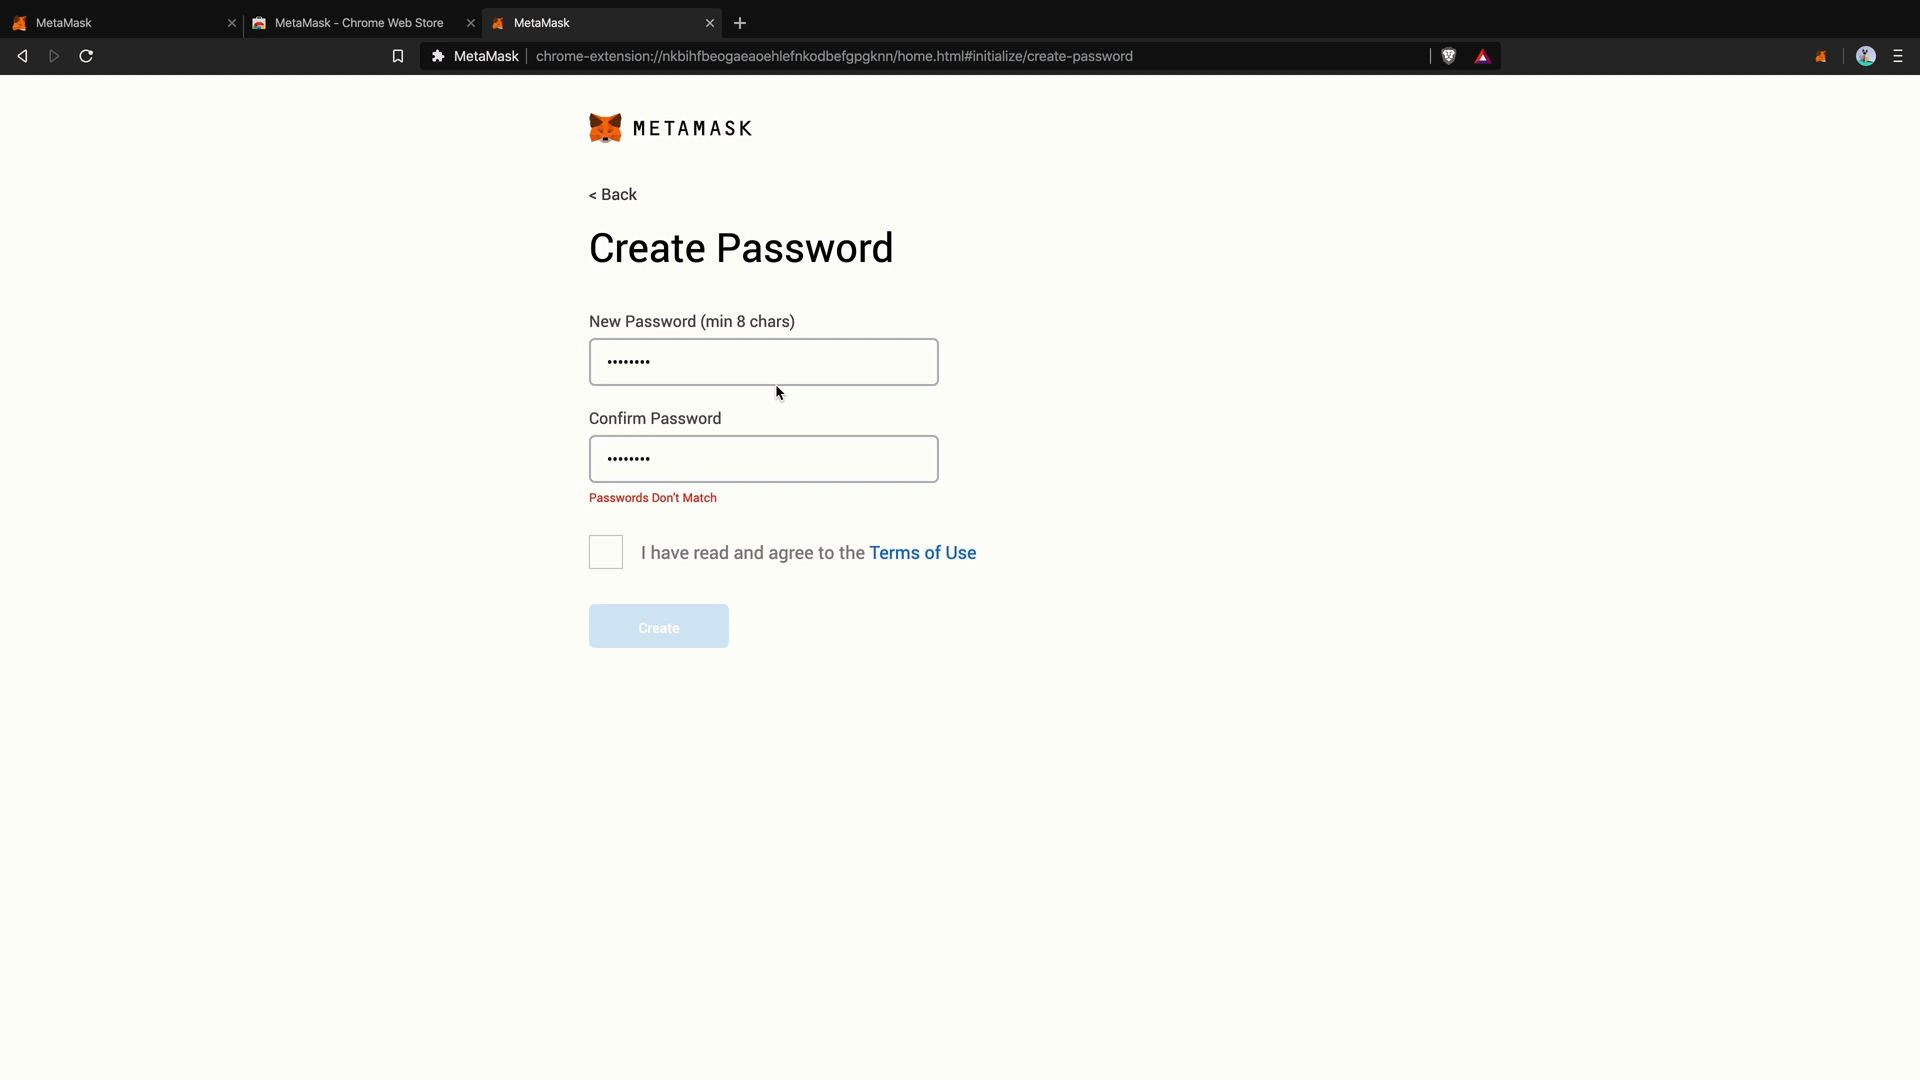 MetaMask
MetaMask - Chrome Web Store
MetaMask
MetaMask
chrome-extension://nkbihfbeogaeaoehlefnkodbefgpgknn/home.html#initialize/create-password
METAMASK
< Back
Create Password
New Password (min 8 chars)
••••••••
Confirm Password
••••••••
Passwords Don't Match
I have read and agree to the Terms of Use
Create